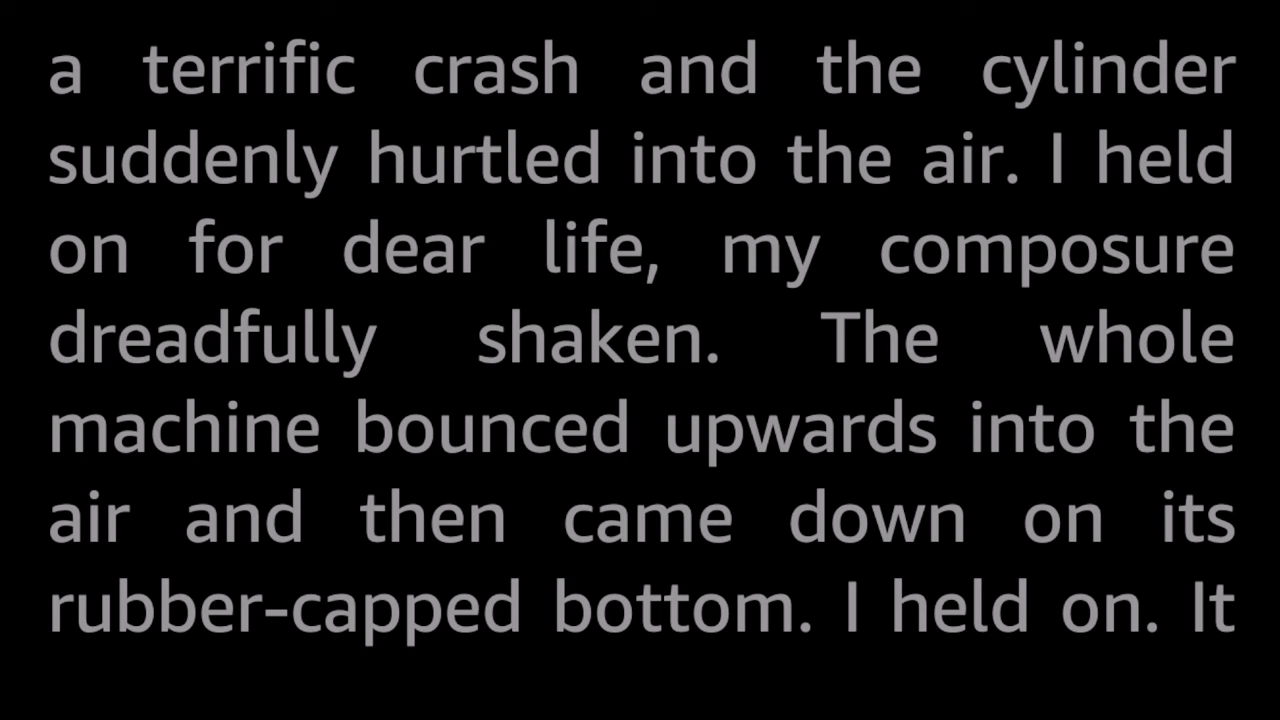 a terrific crash and the cylinder
suddenly hurtled into the air. I held
on for dear life, my composure
dreadfully shaken. The whole
machine bounced upwards into the
air and then came down on its
rubber-capped bottom. I held on. It